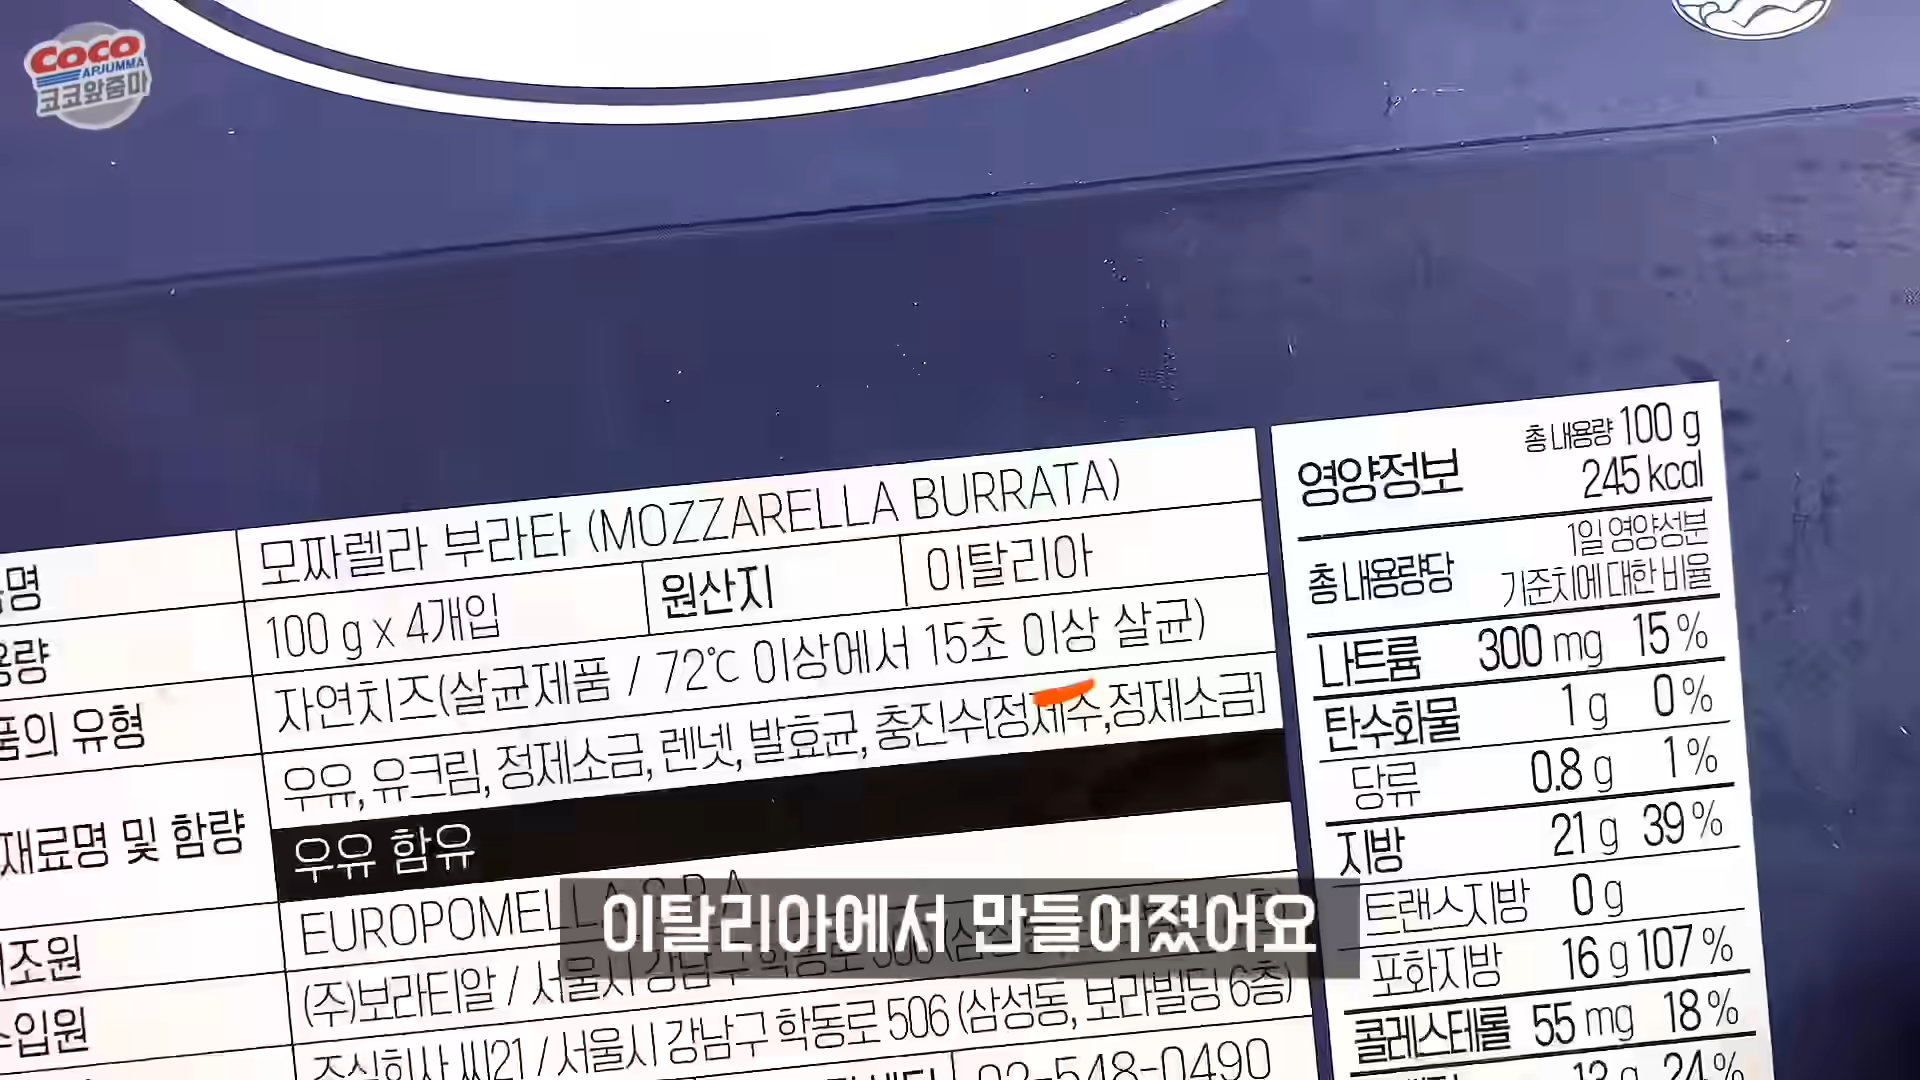 COCO
ARJUMMA
코코앞줌마
모짜렐라 부라타 (MOZZARELLA BURRATA)
100 g x 4개입 원산지 이탈리아
품의 유형 자연치즈(살균제품 / 72℃ 이상에서 15초 이상 살균)
재료명 및 함량 우유, 유크림, 정제소금, 렌넷, 발효균, 충진수[정제수,정제소금]
우유 함유
조원 EUROPOMELLA S.P.A
수입원 (주)보라티알 / 서울시 강남구 학동로 506
주식회사 씨21 / 서울시 강남구 학동로 506 (삼성동, 보라빌딩 6층)
02-548-0490
영양정보 총 내용량 100 g
245 kcal
총 내용량당 1일 영양성분
기준치에 대한 비율
나트륨 300 mg 15 %
탄수화물 1 g 0 %
당류 0.8 g 1 %
지방 21 g 39 %
트랜스지방 0 g
포화지방 16 g 107 %
콜레스테롤 55 mg 18 %
13 g 24 %
이탈리아에서 만들어졌어요